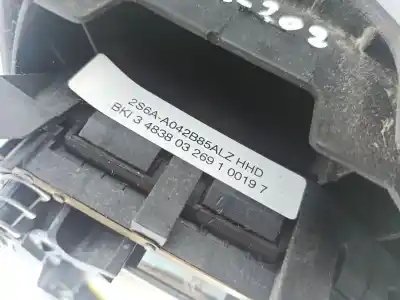 2S6A-A042B85ALZ HHD
BKI 3 4838 03 269 1 0019 7